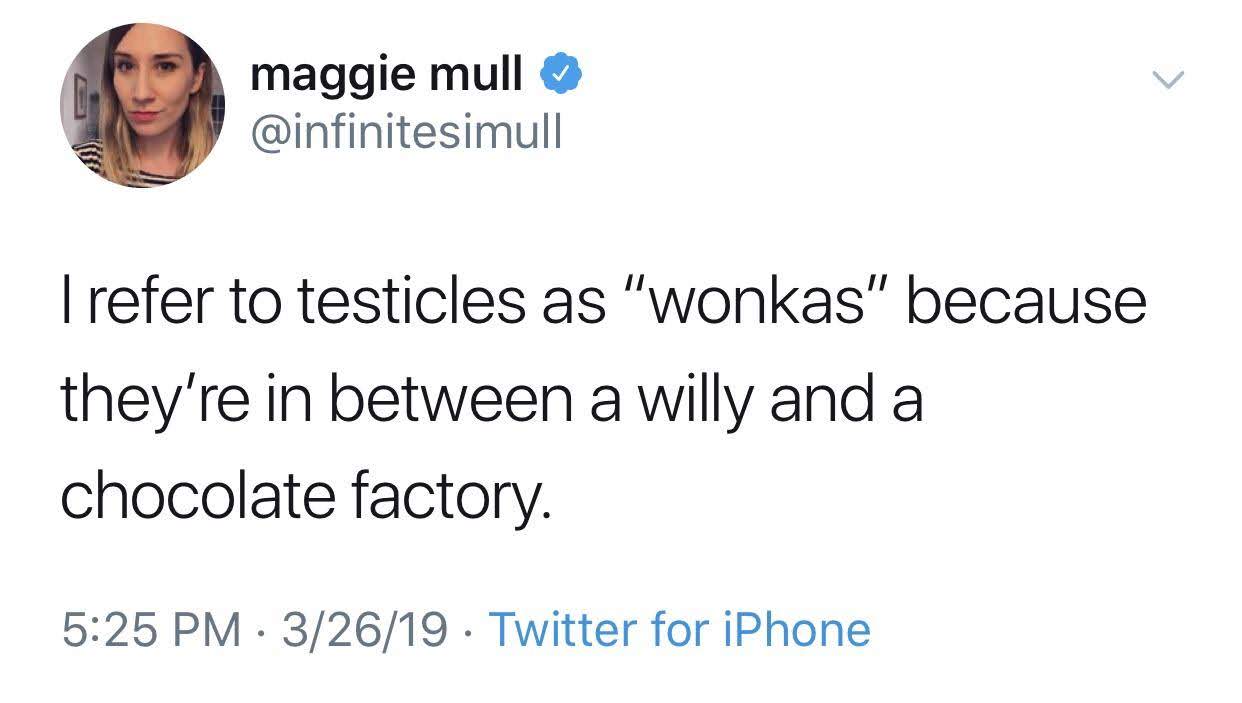 maggie mull
@infinitesimull
I refer to testicles as “wonkas” because
they’re in between a willy and a
chocolate factory.
5:25 PM · 3/26/19 · Twitter for iPhone